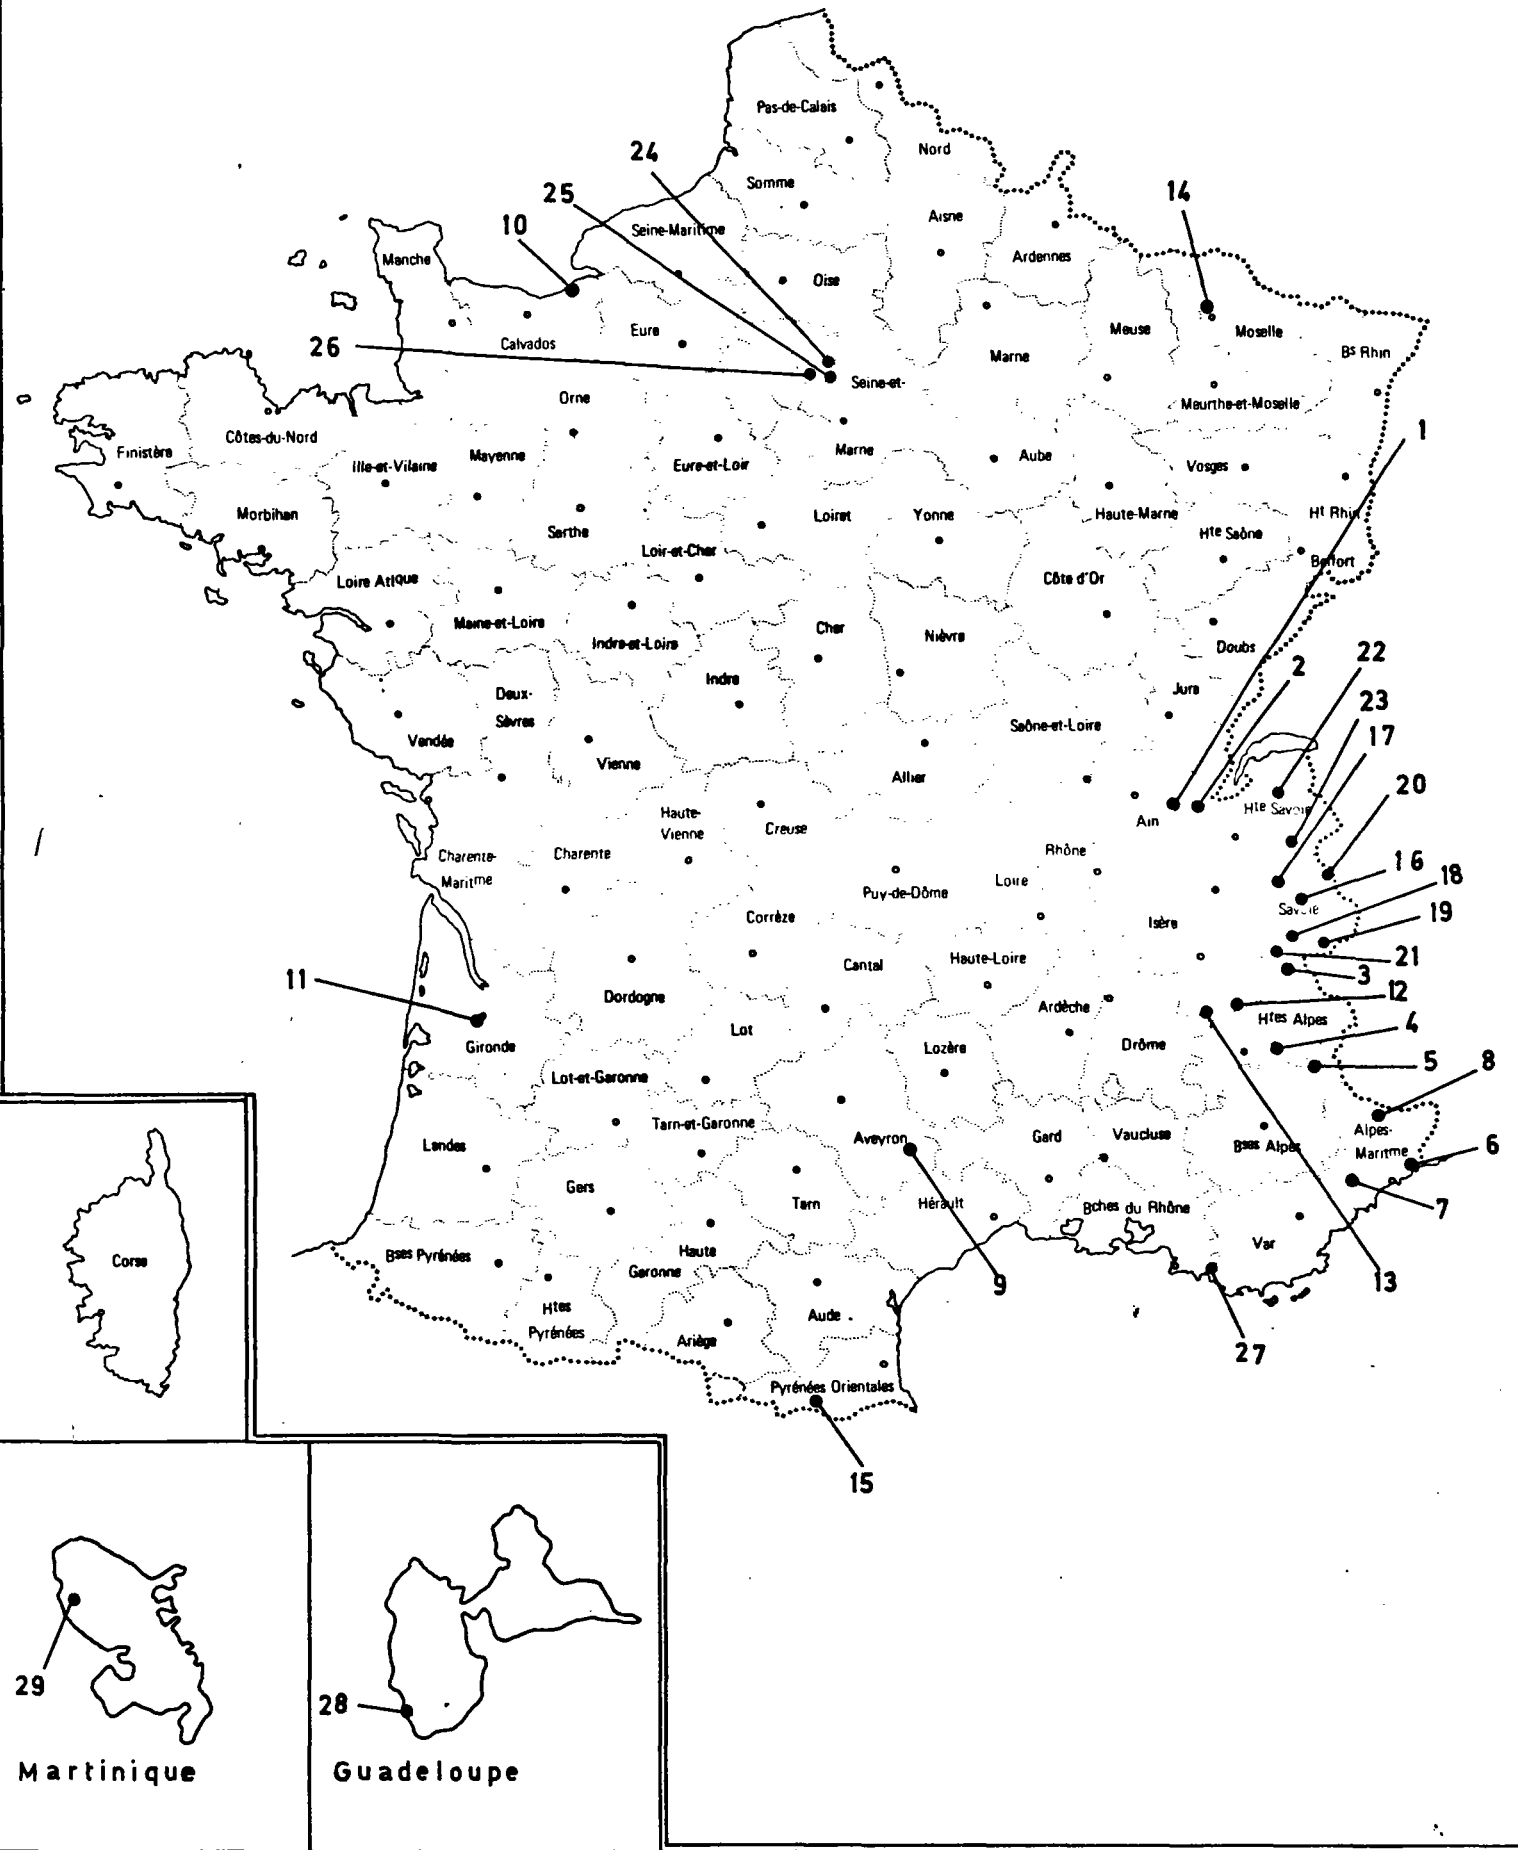 Pas-de-Calais
Nord
24
Somme
25
14
Seine-Maritime
Aisne
10
Manche
Ardennes
Oise
Eure
Meuse
Moselle
26
Calvados
Marne
Bs Rhin
Seine-et-
Orne
Meurthe-et-Moselle
1
Côtes-du-Nord
Finistère
Ille-et-Vilaine
Mayenne
Eure-et-Loir
Marne
Aube
Vosges
Morbihan
Loiret
Yonne
Haute-Marne
Ht Rhin
Sarthe
Hte Saône
Loir-et-Cher
Belfort
Loire Atlque
Côte d'Or
Maine-et-Loire
Cher
Nièvre
Indre-et-Loire
Doubs
22
2
Indre
Deux-
Sèvres
Jura
23
Vendée
Saône-et-Loire
17
Vienne
Allier
20
Haute-
Vienne
Creuse
Ain
Hte Savoie
Charente-
Maritme
Charente
Rhône
16
Puy-de-Dôme
Loire
18
Savoie
Corrèze
Isère
19
Cantal
Haute-Loire
21
3
11
Dordogne
12
Ardèche
Htes Alpes
Lot
4
Gironde
Lozère
Drôme
5
8
Lot-et-Garonne
Tarn-et-Garonne
Landes
Aveyron
Gard
Vaucluse
Bses Alpes
Alpes-
Maritme
6
Gers
Tarn
Hérault
Bches du Rhône
7
Bses Pyrénées
Haute
Garonne
Var
Corse
9
13
Htes
Pyrénées
Aude
Ariège
27
Pyrénées Orientales
15
29
28
Martinique
Guadeloupe